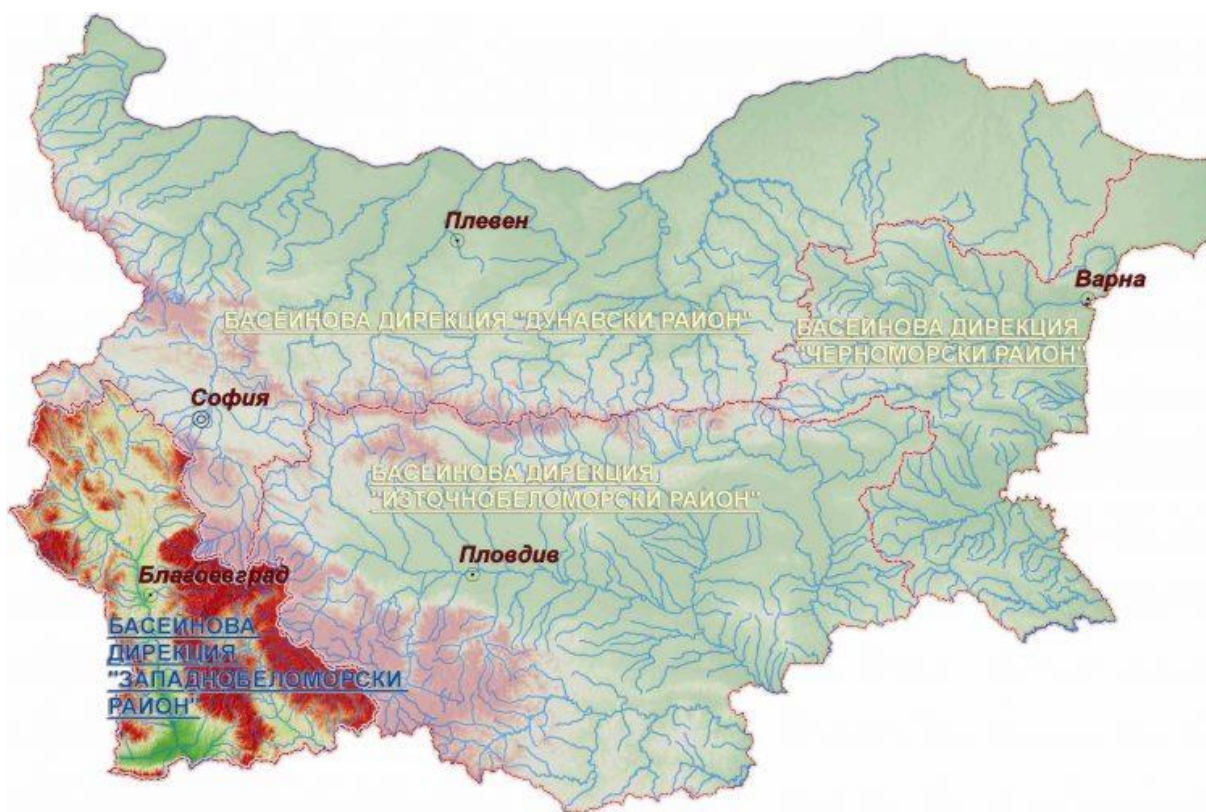 Плевен
Варна
БАСЕЙНОВА ДИРЕКЦИЯ "ДУНАВСКИ РАЙОН"
БАСЕЙНОВА ДИРЕКЦИЯ
"ЧЕРНОМОРСКИ РАЙОН"
София
БАСЕЙНОВА ДИРЕКЦИЯ
"ИЗТОЧНОБЕЛОМОРСКИ РАЙОН"
Пловдив
Благоевград
БАСЕЙНОВА
ДИРЕКЦИЯ
"ЗАПАДНОБЕЛОМОРСКИ
РАЙОН"